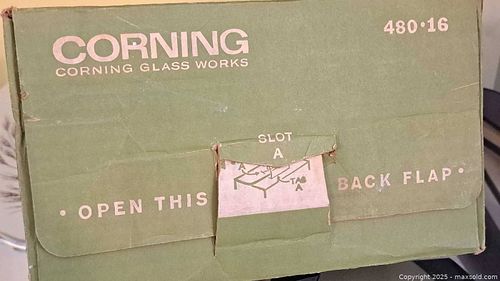 CORNING
CORNING GLASS WORKS
480·16
SLOT
A
A
TAB
A
• OPEN THIS BACK FLAP •
Copyright © 2025 - maxsold.com